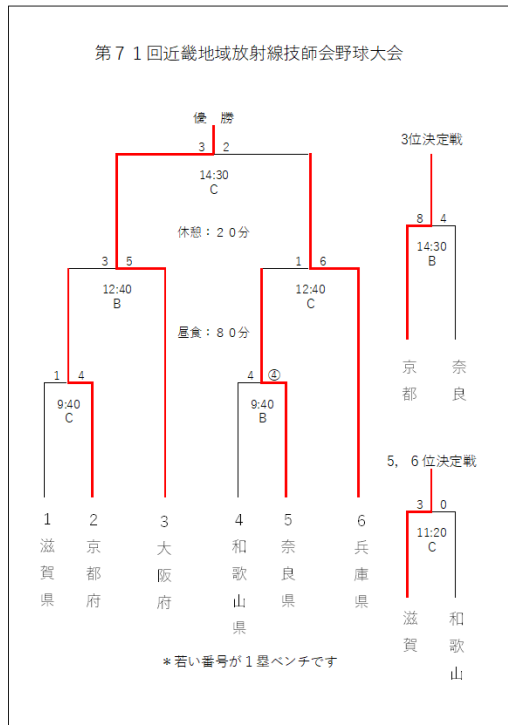 第７１回近畿地域放射線技師会野球大会
優　勝
3 2
14:30
C
3位決定戦
休憩：２０分
8 4
14:30
B
3 5
12:40
B
1 6
12:40
C
昼食：８０分
京都
奈良
1 4
9:40
C
4 ④
9:40
B
5，6位決定戦
3 0
11:20
C
1 2 3 4 5 6
滋賀県
京都府
大阪府
和歌山県
奈良県
兵庫県
滋賀
和歌山
＊若い番号が１塁ベンチです